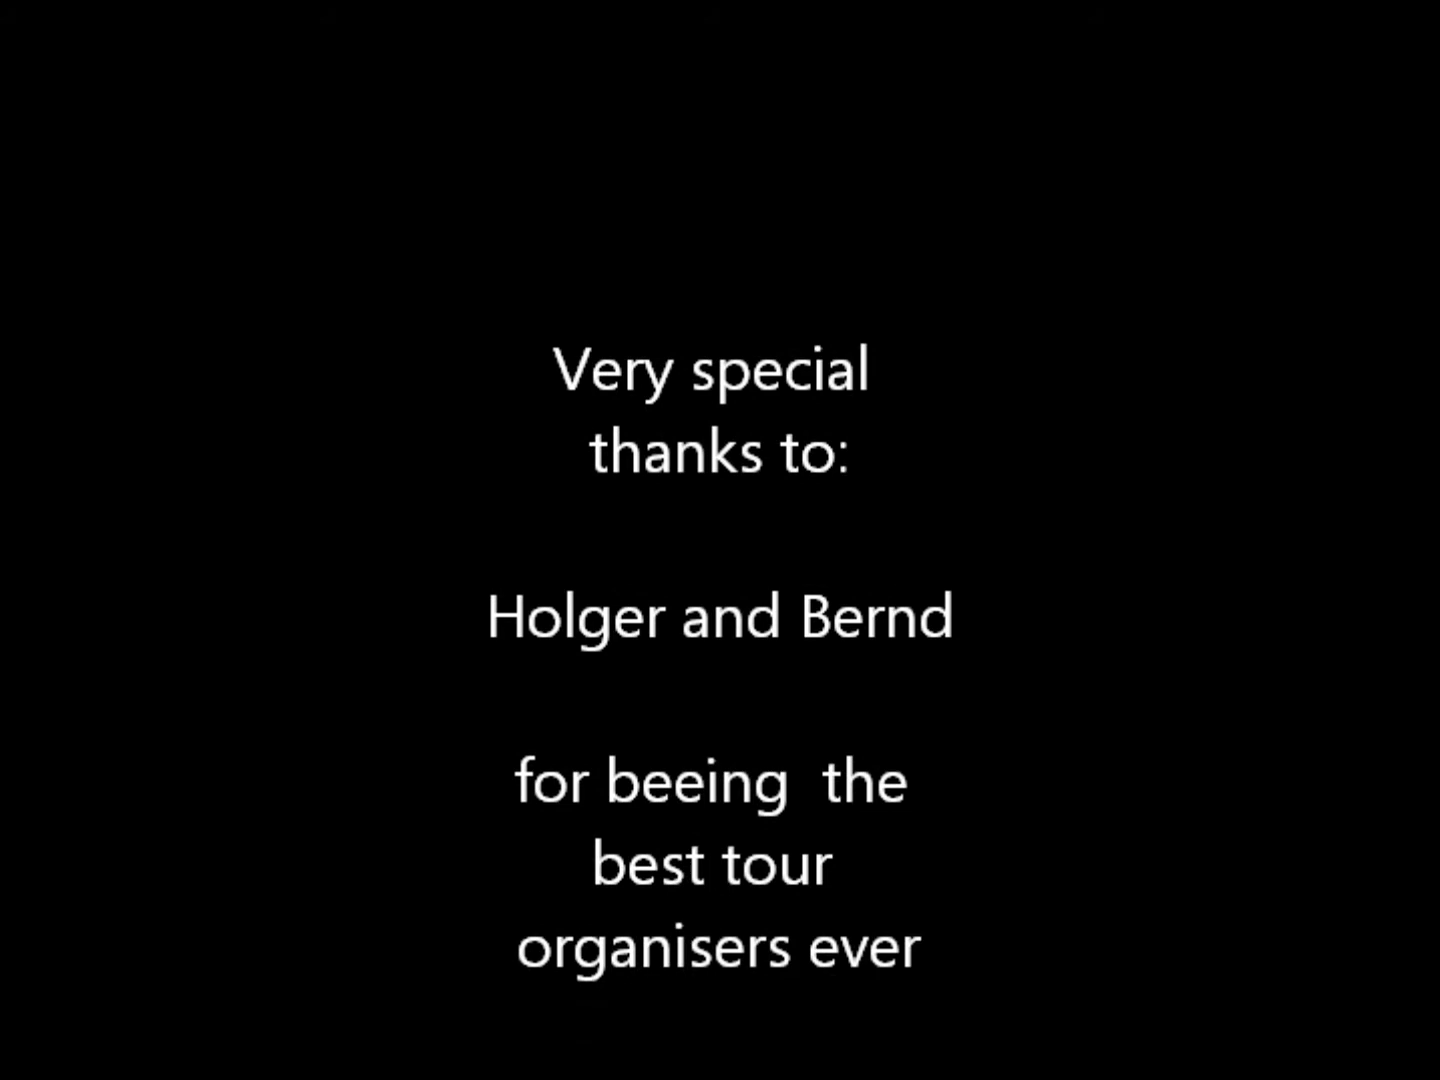 Very special
thanks to:
Holger and Bernd
for beeing  the
best tour
organisers ever